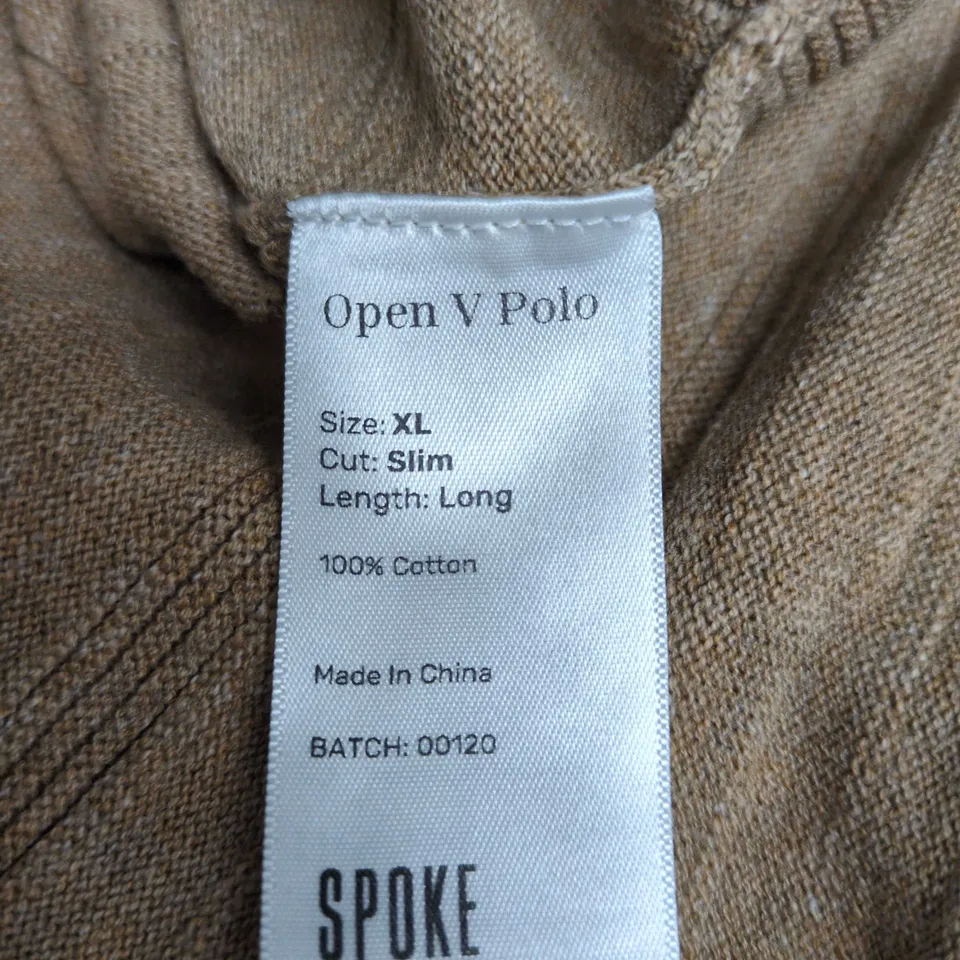 Open V Polo
Size: XL
Cut: Slim
Length: Long
100% Cotton
Made In China
BATCH: 00120
SPOKE